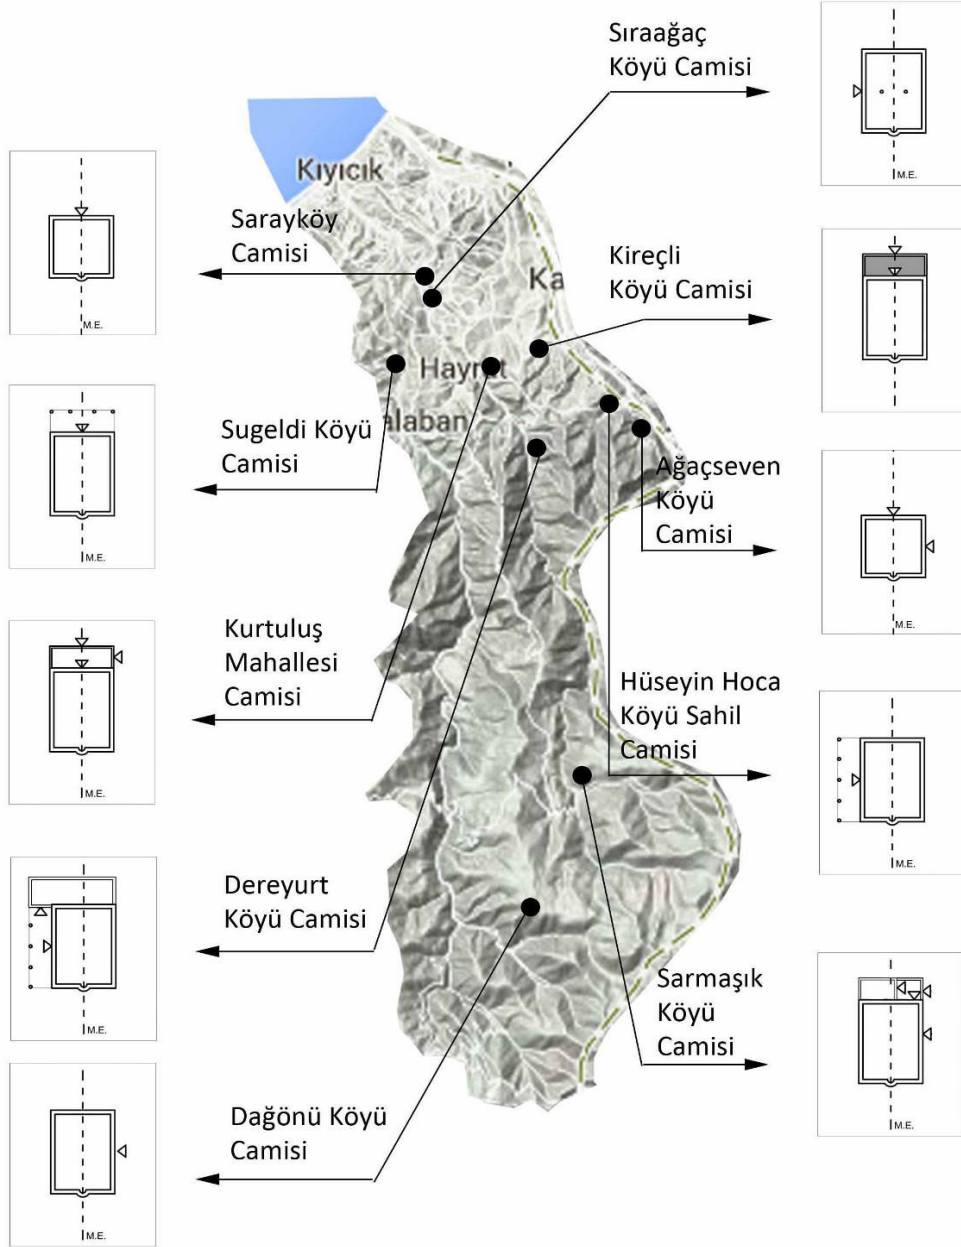 Sıraağaç
Köyü Camisi
M.E.
Kıyıcık
Sarayköy
Camisi
M.E.
Kireçli
Köyü Camisi
Ka
Hayrat
alaban
Sugeldi Köyü
Camisi
M.E.
Ağaçseven
Köyü
Camisi
Kurtuluş
Mahallesi
Camisi
M.E.
Hüseyin Hoca
Köyü Sahil
Camisi
M.E.
Dereyurt
Köyü Camisi
M.E.
Sarmaşık
Köyü
Camisi
M.E.
Dağönü Köyü
Camisi
M.E.